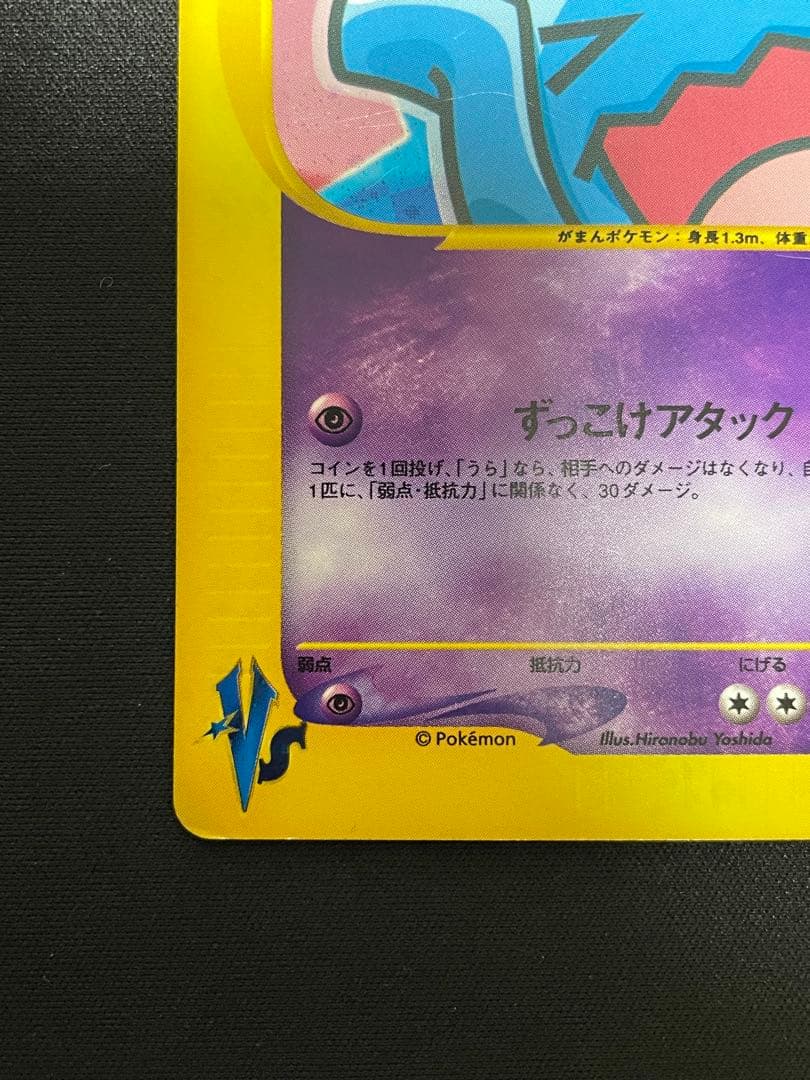 がまんポケモン：身長1.3m、体重
ずっこけアタック
コインを1回投げ、「うら」なら、相手へのダメージはなくなり、自
1匹に、「弱点・抵抗力」に関係なく、30ダメージ。
弱点 抵抗力 にげる
VS
© Pokémon Illus.Hironobu Yoshida